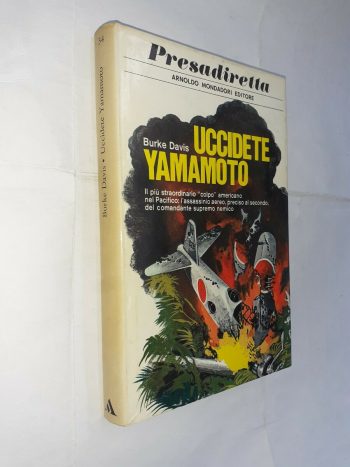 Presadiretta
ARNOLDO MONDADORI EDITORE
Burke Davis UCCIDETE
YAMAMOTO
Il più straordinario "colpo" americano
nel Pacifico: l'assassinio aereo, preciso al secondo,
del comandante supremo nemico
Burke Davis • Uccidete Yamamoto